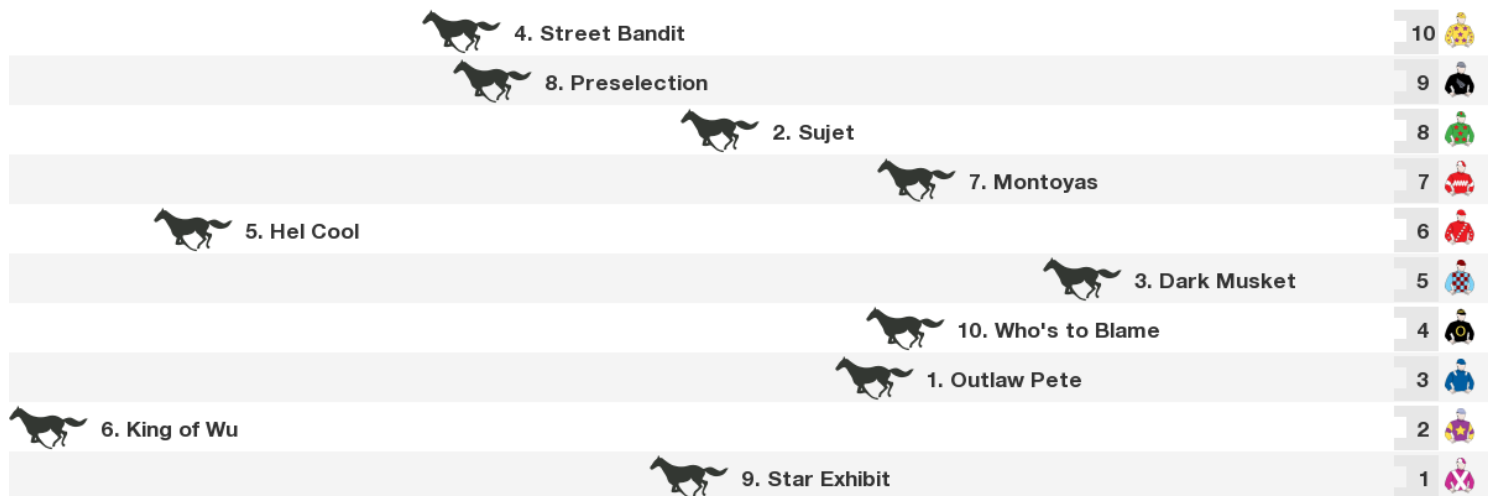 4. Street Bandit 10
8. Preselection 9
2. Sujet 8
7. Montoyas 7
5. Hel Cool 6
3. Dark Musket 5
10. Who's to Blame 4
O
1. Outlaw Pete 3
6. King of Wu 2
9. Star Exhibit 1